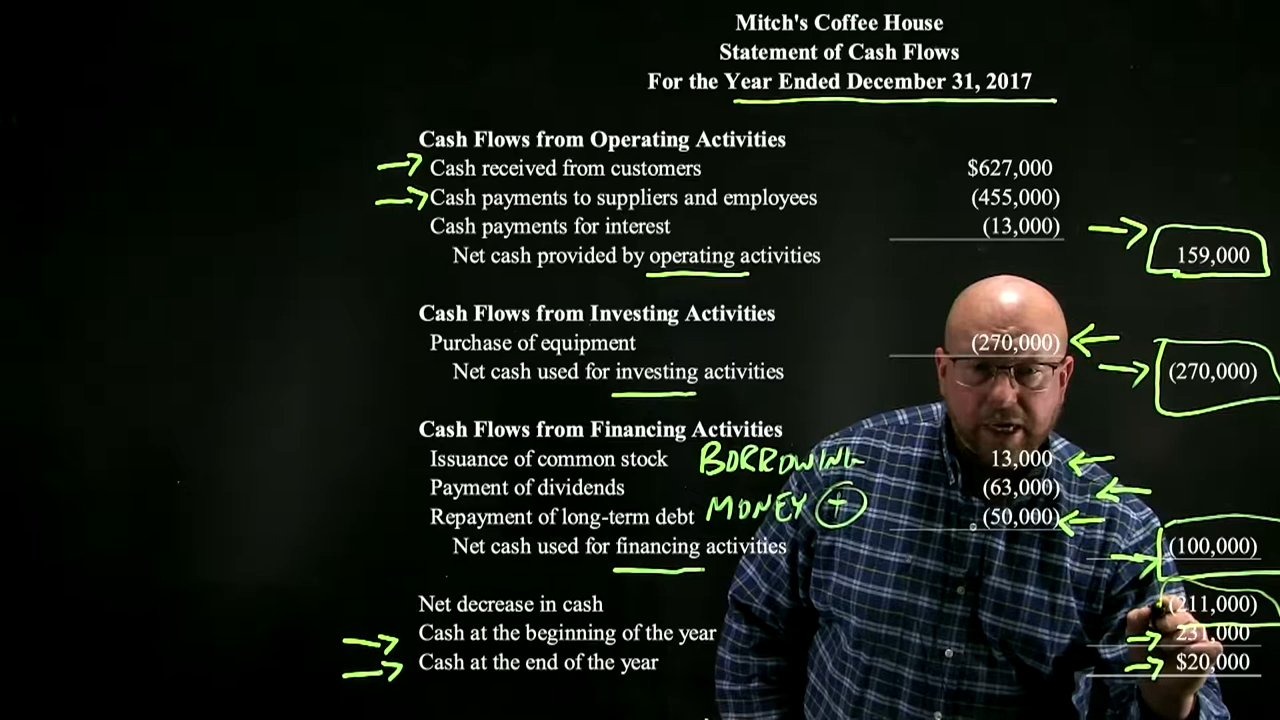 Mitch's Coffee House
Statement of Cash Flows
For the Year Ended December 31, 2017
Cash Flows from Operating Activities
Cash received from customers $627,000
Cash payments to suppliers and employees (455,000)
Cash payments for interest (13,000)
Net cash provided by operating activities 159,000
Cash Flows from Investing Activities
Purchase of equipment (270,000)
Net cash used for investing activities (270,000)
Cash Flows from Financing Activities
Issuance of common stock BORROWING 13,000
Payment of dividends MONEY + (63,000)
Repayment of long-term debt (50,000)
Net cash used for financing activities (100,000)
Net decrease in cash (211,000)
Cash at the beginning of the year 231,000
Cash at the end of the year $20,000